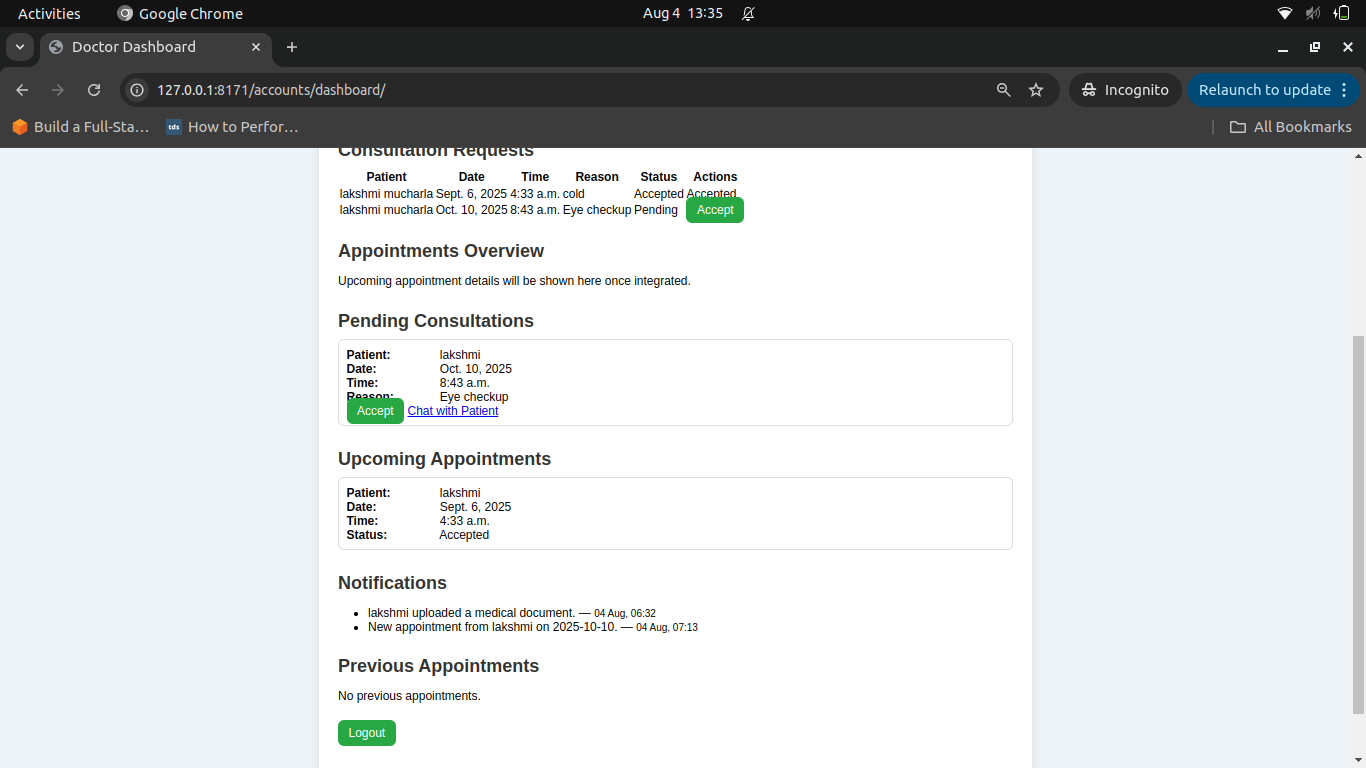 Activities
Google Chrome
Aug 4 13:35
Doctor Dashboard
127.0.0.1:8171/accounts/dashboard/
Incognito
Relaunch to update
Build a Full-Sta...
tds
How to Perfor...
All Bookmarks
Consultation Requests
Patient Date Time Reason Status Actions
lakshmi mucharla Sept. 6, 2025 4:33 a.m. cold Accepted Accepted
lakshmi mucharla Oct. 10, 2025 8:43 a.m. Eye checkup Pending Accept
Appointments Overview
Upcoming appointment details will be shown here once integrated.
Pending Consultations
Patient: lakshmi
Date: Oct. 10, 2025
Time: 8:43 a.m.
Reason: Eye checkup
Accept Chat with Patient
Upcoming Appointments
Patient: lakshmi
Date: Sept. 6, 2025
Time: 4:33 a.m.
Status: Accepted
Notifications
• lakshmi uploaded a medical document. — 04 Aug, 06:32
• New appointment from lakshmi on 2025-10-10. — 04 Aug, 07:13
Previous Appointments
No previous appointments.
Logout